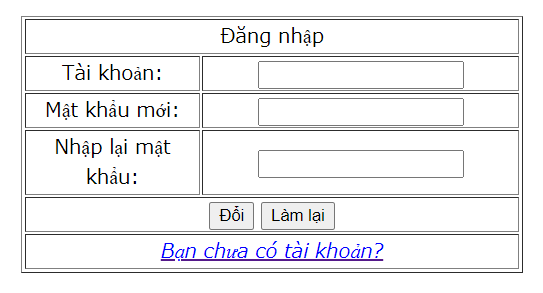 Đăng nhập
Tài khoản:
Mật khẩu mới:
Nhập lại mật
khẩu:
Đổi Làm lại
Bạn chưa có tài khoản?